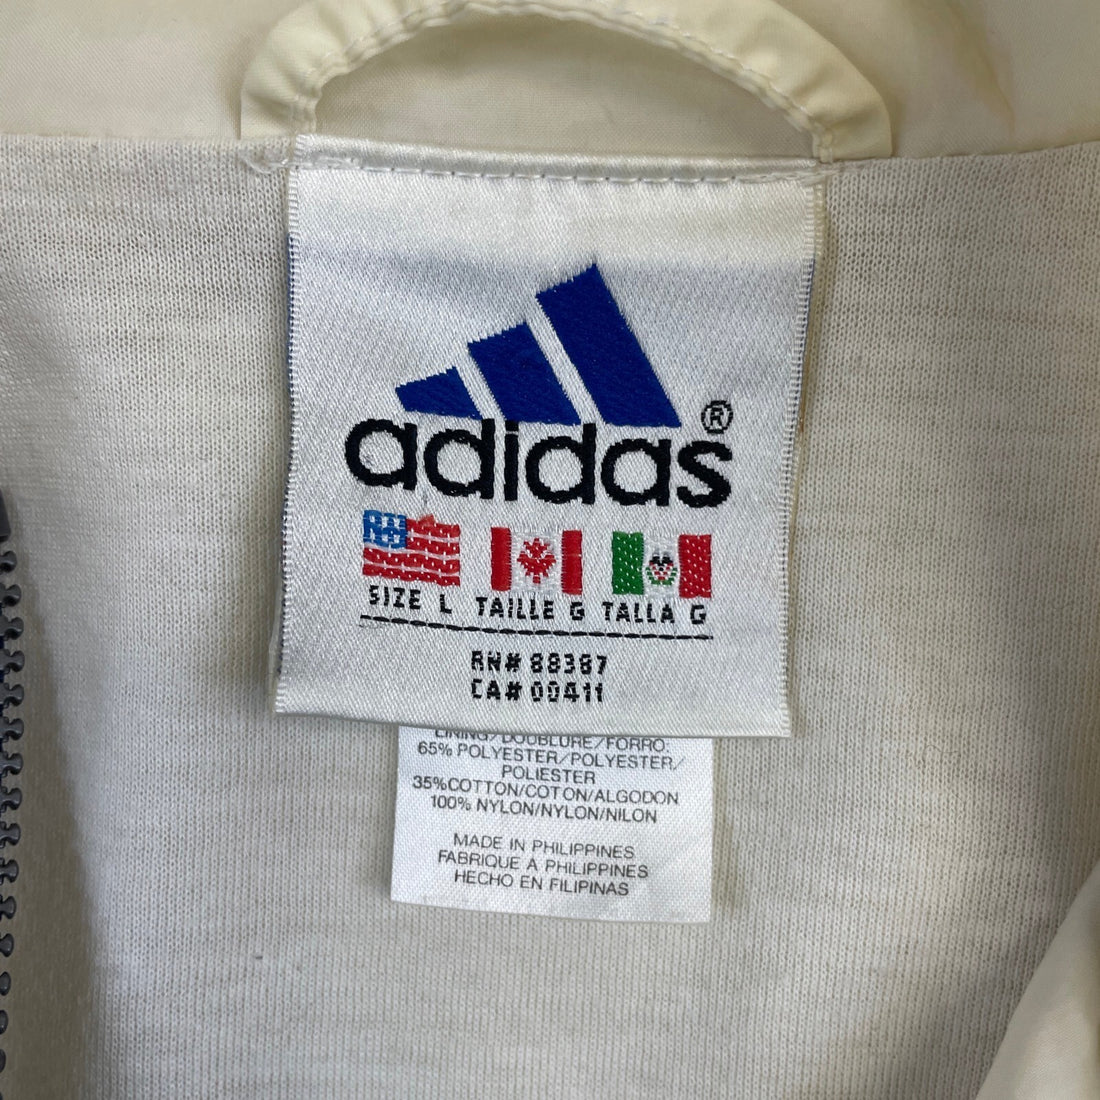 adidas®
SIZE L TAILLE G TALLA G
RN# 88387
CA# 00411
LINING/DOUBLURE/FORRO:
65% POLYESTER/POLYESTER/
POLIESTER
35%COTTON/COTON/ALGODON
100% NYLON/NYLON/NILON
MADE IN PHILIPPINES
FABRIQUE A PHILIPPINES
HECHO EN FILIPINAS